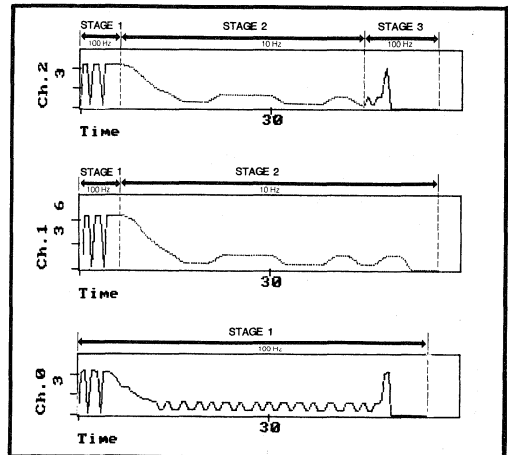 STAGE 1 STAGE 2 STAGE 3
100 Hz 10 Hz 100 Hz
Ch.2
3
30
Time
STAGE 1 STAGE 2
100 Hz 10 Hz
Ch.1
3 6
30
Time
STAGE 1
100 Hz
Ch.0
3
30
Time